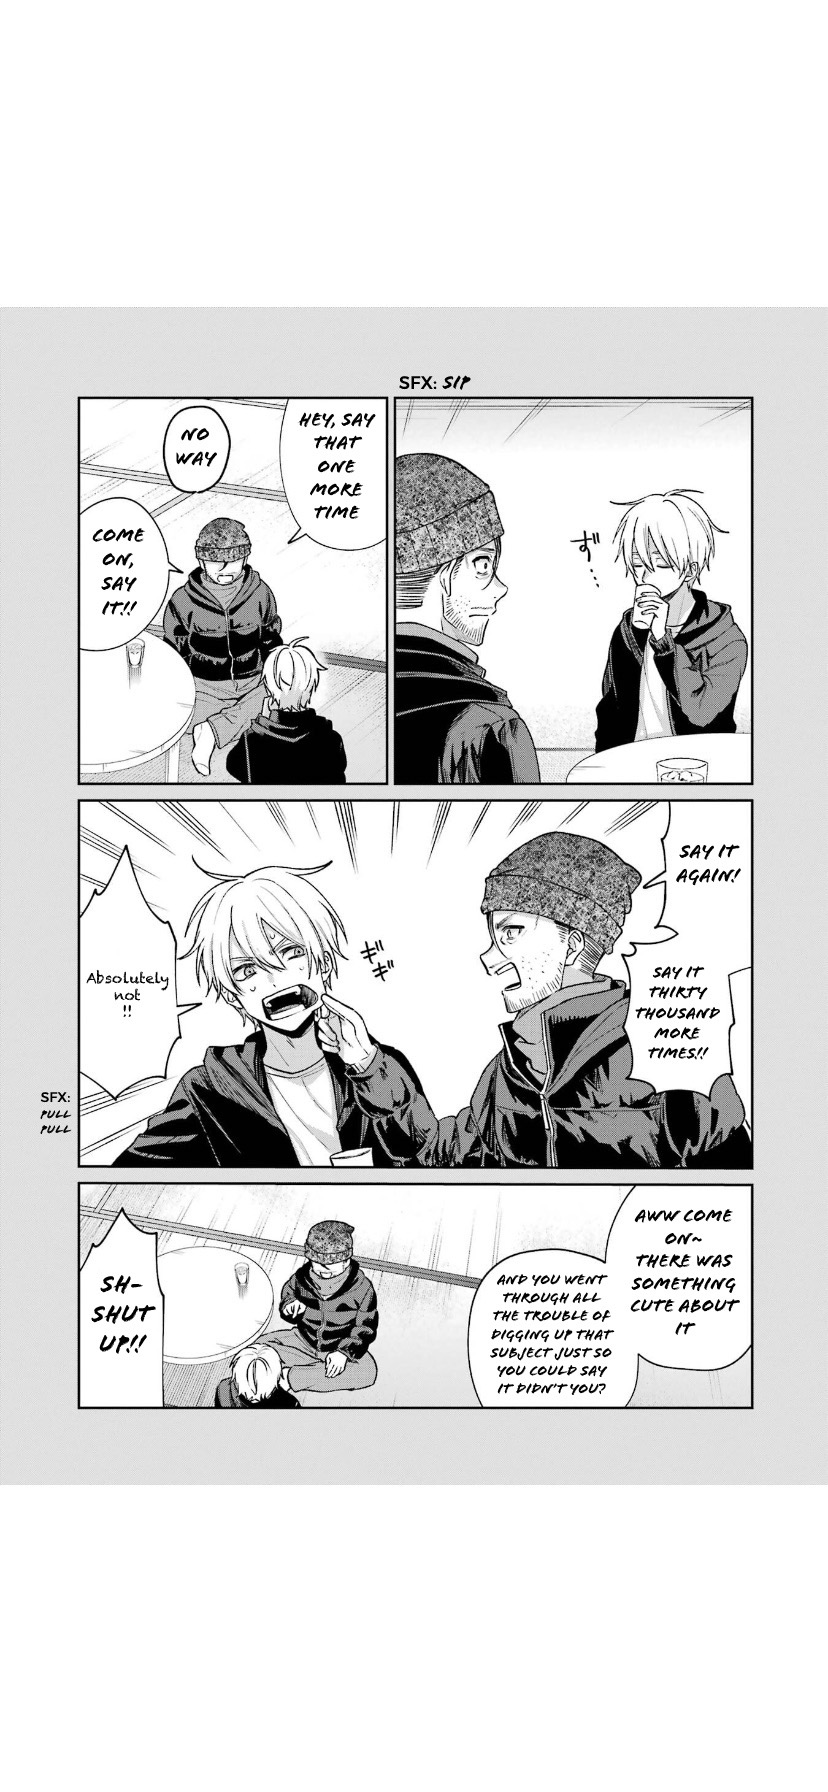 SFX: SIP
ず...
HEY, SAY
THAT
ONE
MORE
TIME
NO
WAY
COME
ON,
SAY
IT!!
SAY IT
AGAIN!
SAY IT
THIRTY
THOUSAND
MORE
TIMES!!
ギ
ギ
Absolutely
not
!!
SFX:
PULL
PULL
AWW COME
ON~
THERE WAS
SOMETHING
CUTE ABOUT
IT
AND YOU WENT
THROUGH ALL
THE TROUBLE OF
DIGGING UP THAT
SUBJECT JUST SO
YOU COULD SAY
IT DIDN'T YOU?
SH-
SHUT
UP!!